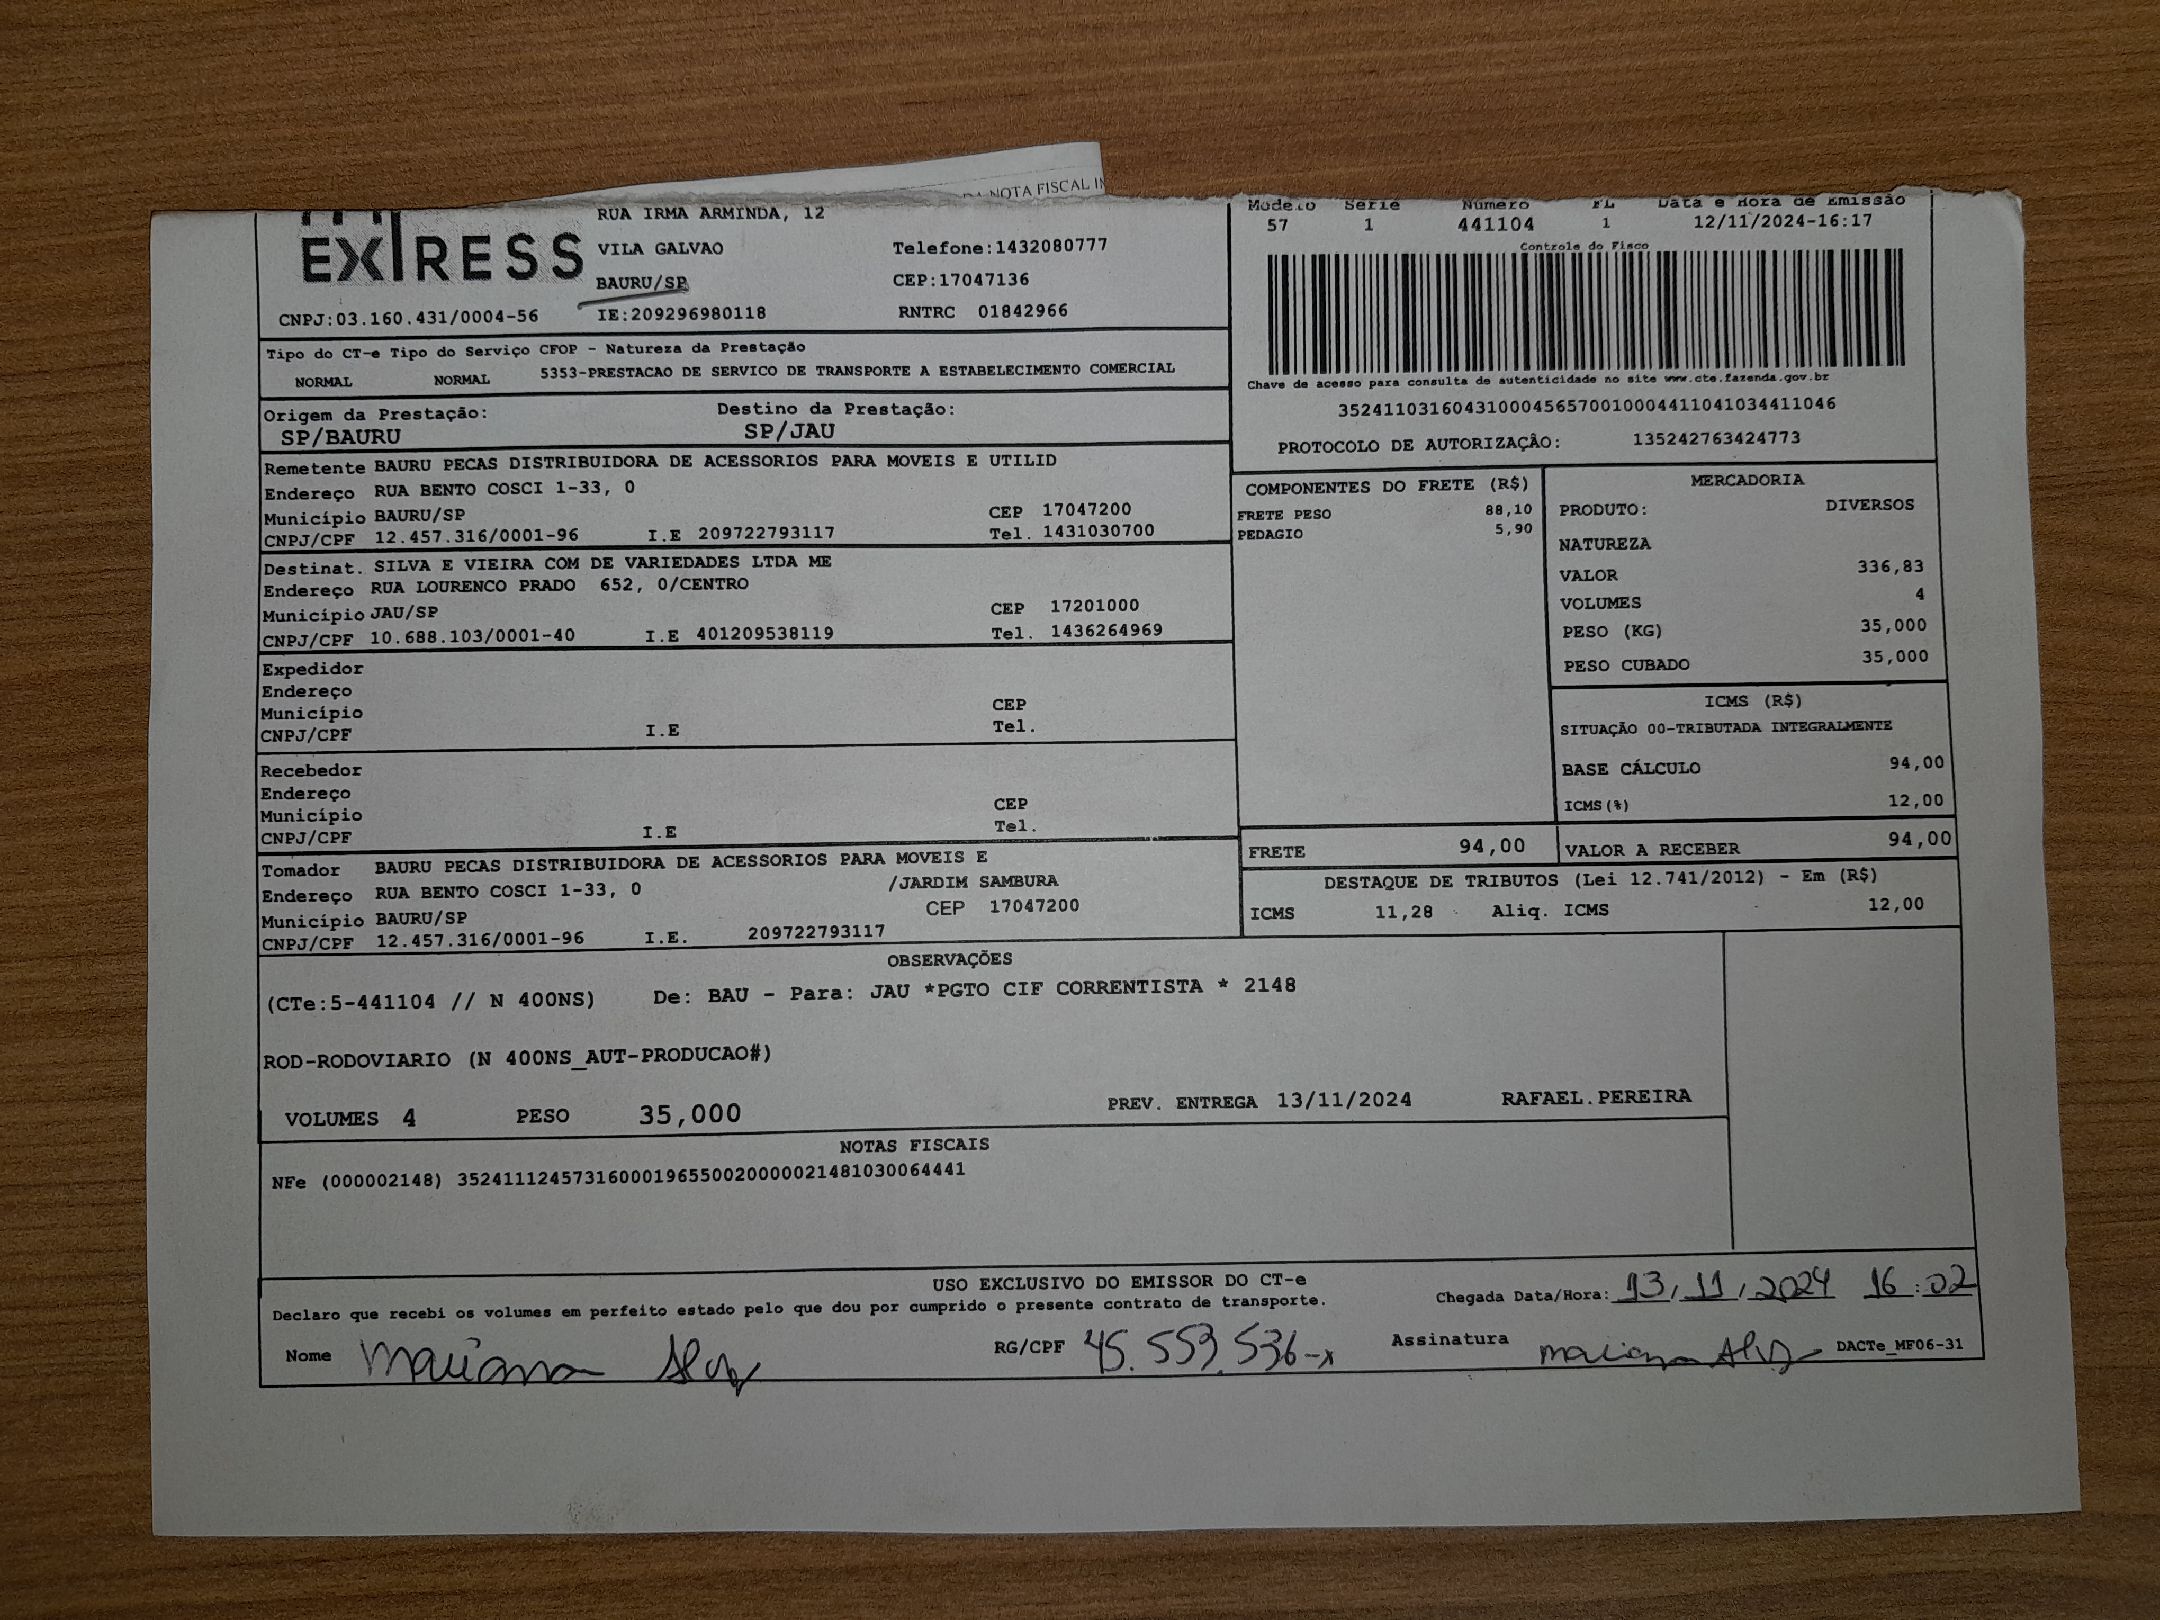 DA NOTA FISCAL
EXPRESS
RUA IRMA ARMINDA, 12
VILA GALVAO Telefone:1432080777
BAURU/SP CEP:17047136
CNPJ:03.160.431/0004-56 IE:209296980118 RNTRC 01842966
Modelo Serie Numero FL Data e Hora de Emissão
57 1 441104 1 12/11/2024-16:17
Controle do Fisco
Chave de acesso para consulta de autenticidade no site www.cte.fazenda.gov.br
35241103160431000456570010004411041034411046
PROTOCOLO DE AUTORIZAÇÃO: 135242763424773
Tipo do CT-e Tipo do Serviço CFOP - Natureza da Prestação
NORMAL NORMAL 5353-PRESTACAO DE SERVICO DE TRANSPORTE A ESTABELECIMENTO COMERCIAL
Origem da Prestação: Destino da Prestação:
SP/BAURU SP/JAU
Remetente BAURU PECAS DISTRIBUIDORA DE ACESSORIOS PARA MOVEIS E UTILID
Endereço RUA BENTO COSCI 1-33, 0
Município BAURU/SP CEP 17047200
CNPJ/CPF 12.457.316/0001-96 I.E 209722793117 Tel. 1431030700
Destinat. SILVA E VIEIRA COM DE VARIEDADES LTDA ME
Endereço RUA LOURENCO PRADO 652, 0/CENTRO
Município JAU/SP CEP 17201000
CNPJ/CPF 10.688.103/0001-40 I.E 401209538119 Tel. 1436264969
Expedidor
Endereço
Município CEP
CNPJ/CPF I.E Tel.
Recebedor
Endereço
Município CEP
CNPJ/CPF I.E Tel.
Tomador BAURU PECAS DISTRIBUIDORA DE ACESSORIOS PARA MOVEIS E
Endereço RUA BENTO COSCI 1-33, 0 /JARDIM SAMBURA
Município BAURU/SP CEP 17047200
CNPJ/CPF 12.457.316/0001-96 I.E. 209722793117
COMPONENTES DO FRETE (R$)
FRETE PESO 88,10
PEDAGIO 5,90
MERCADORIA
PRODUTO: DIVERSOS
NATUREZA
VALOR 336,83
VOLUMES 4
PESO (KG) 35,000
PESO CUBADO 35,000
ICMS (R$)
SITUAÇÃO 00-TRIBUTADA INTEGRALMENTE
BASE CÁLCULO 94,00
ICMS(%) 12,00
FRETE 94,00 VALOR A RECEBER 94,00
DESTAQUE DE TRIBUTOS (Lei 12.741/2012) - Em (R$)
ICMS 11,28 Aliq. ICMS 12,00
OBSERVAÇÕES
(CTe:5-441104 // N 400NS) De: BAU - Para: JAU *PGTO CIF CORRENTISTA * 2148
ROD-RODOVIARIO (N 400NS_AUT-PRODUCAO#)
VOLUMES 4 PESO 35,000 PREV. ENTREGA 13/11/2024 RAFAEL.PEREIRA
NOTAS FISCAIS
NFe (000002148) 35241112457316000196550020000021481030064441
USO EXCLUSIVO DO EMISSOR DO CT-e
Declaro que recebi os volumes em perfeito estado pelo que dou por cumprido o presente contrato de transporte. Chegada Data/Hora: 13/11/2024 16:02
Nome Mariana Alves RG/CPF 45.553.536-x Assinatura Mariana Alves DACTe_MF06-31